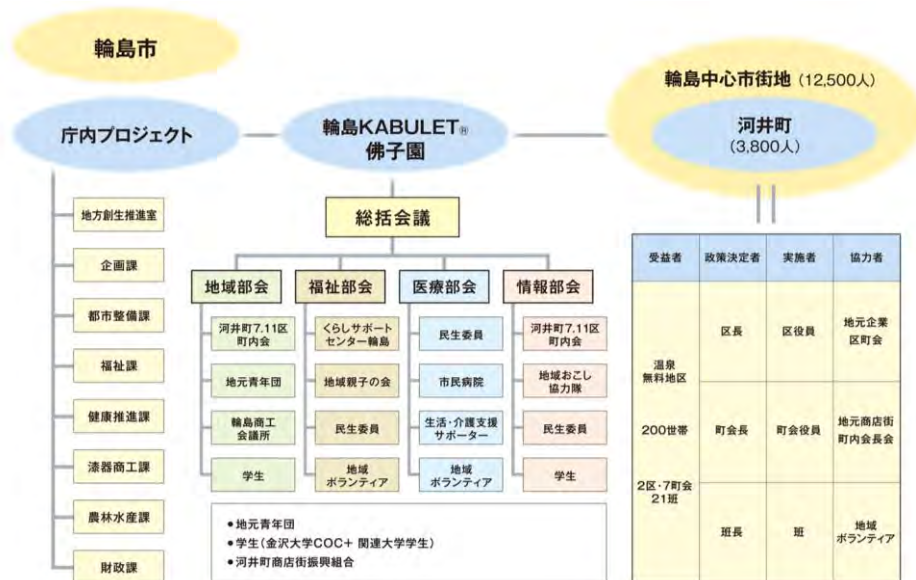 輪島市
庁内プロジェクト
地方創生推進室
企画課
都市整備課
福祉課
健康推進課
漆器商工課
農林水産課
財政課
輪島KABULET®
佛子園
総括会議
地域部会
河井町7.11区
町内会
地元青年団
輪島商工
会議所
学生
福祉部会
くらしサポート
センター輪島
地域親子の会
民生委員
地域
ボランティア
医療部会
民生委員
市民病院
生活・介護支援
サポーター
地域
ボランティア
情報部会
河井町7.11区
町内会
地域おこし
協力隊
民生委員
学生
●地元青年団
●学生(金沢大学COC+ 関連大学学生)
●河井町商店街振興組合
輪島中心市街地 (12,500人)
河井町
(3,800人)
受益者 政策決定者 実施者 協力者
温泉
無料地区
200世帯
2区・7町会
21班
区長 区役員 地元企業
区町会
町会長 町会役員 地元商店街
町内会長会
班長 班 地域
ボランティア